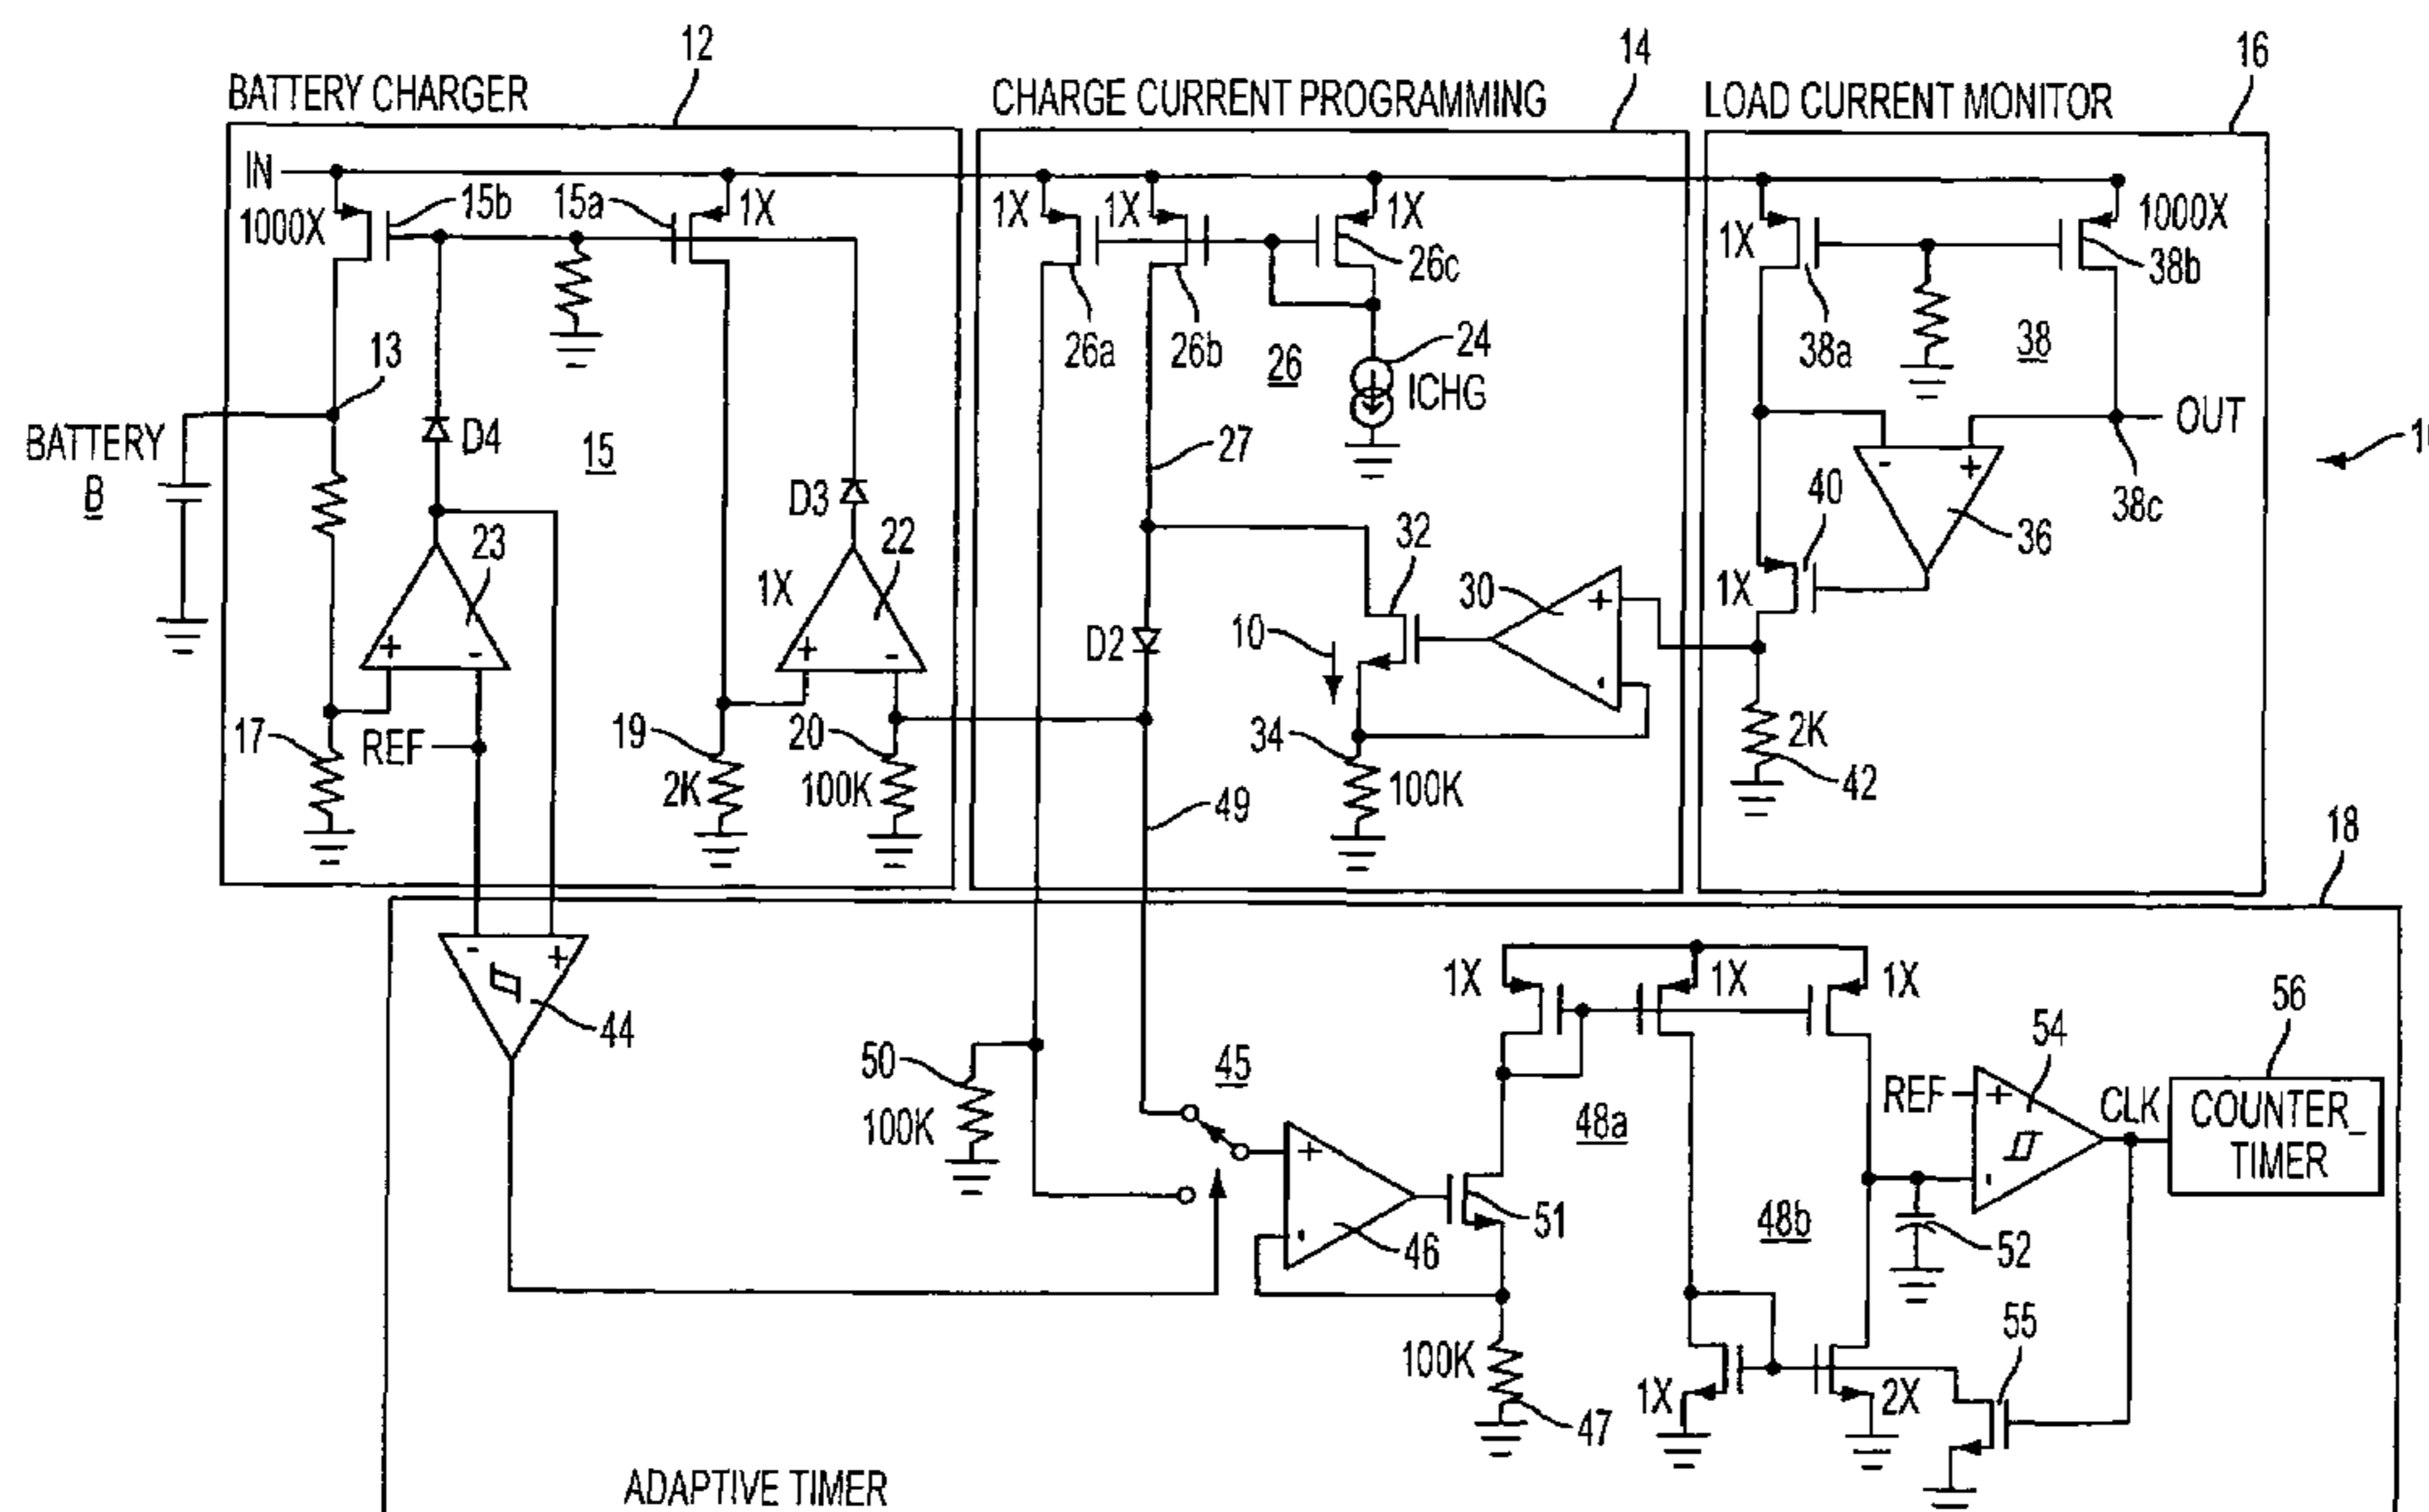 12
14
16
BATTERY CHARGER
CHARGE CURRENT PROGRAMMING
LOAD CURRENT MONITOR
IN
15b
15a
1X
1X
1X
1X
1000X
1000X
1X
26c
38b
26a
26b
26
24
38a
38
13
ICHG
BATTERY
B
D4
15
27
OUT
D3
40
38c
23
22
32
36
1X
30
1X
+
-
+
-
-
+
+
-
D2
10
17
REF
19
20
34
2K
2K
100K
49
100K
42
18
-
+
1X
1X
1X
44
56
54
50
45
REF
+
CLK
COUNTER_
TIMER
100K
48a
+
-
-
51
46
48b
52
55
100K
1X
2X
47
ADAPTIVE TIMER